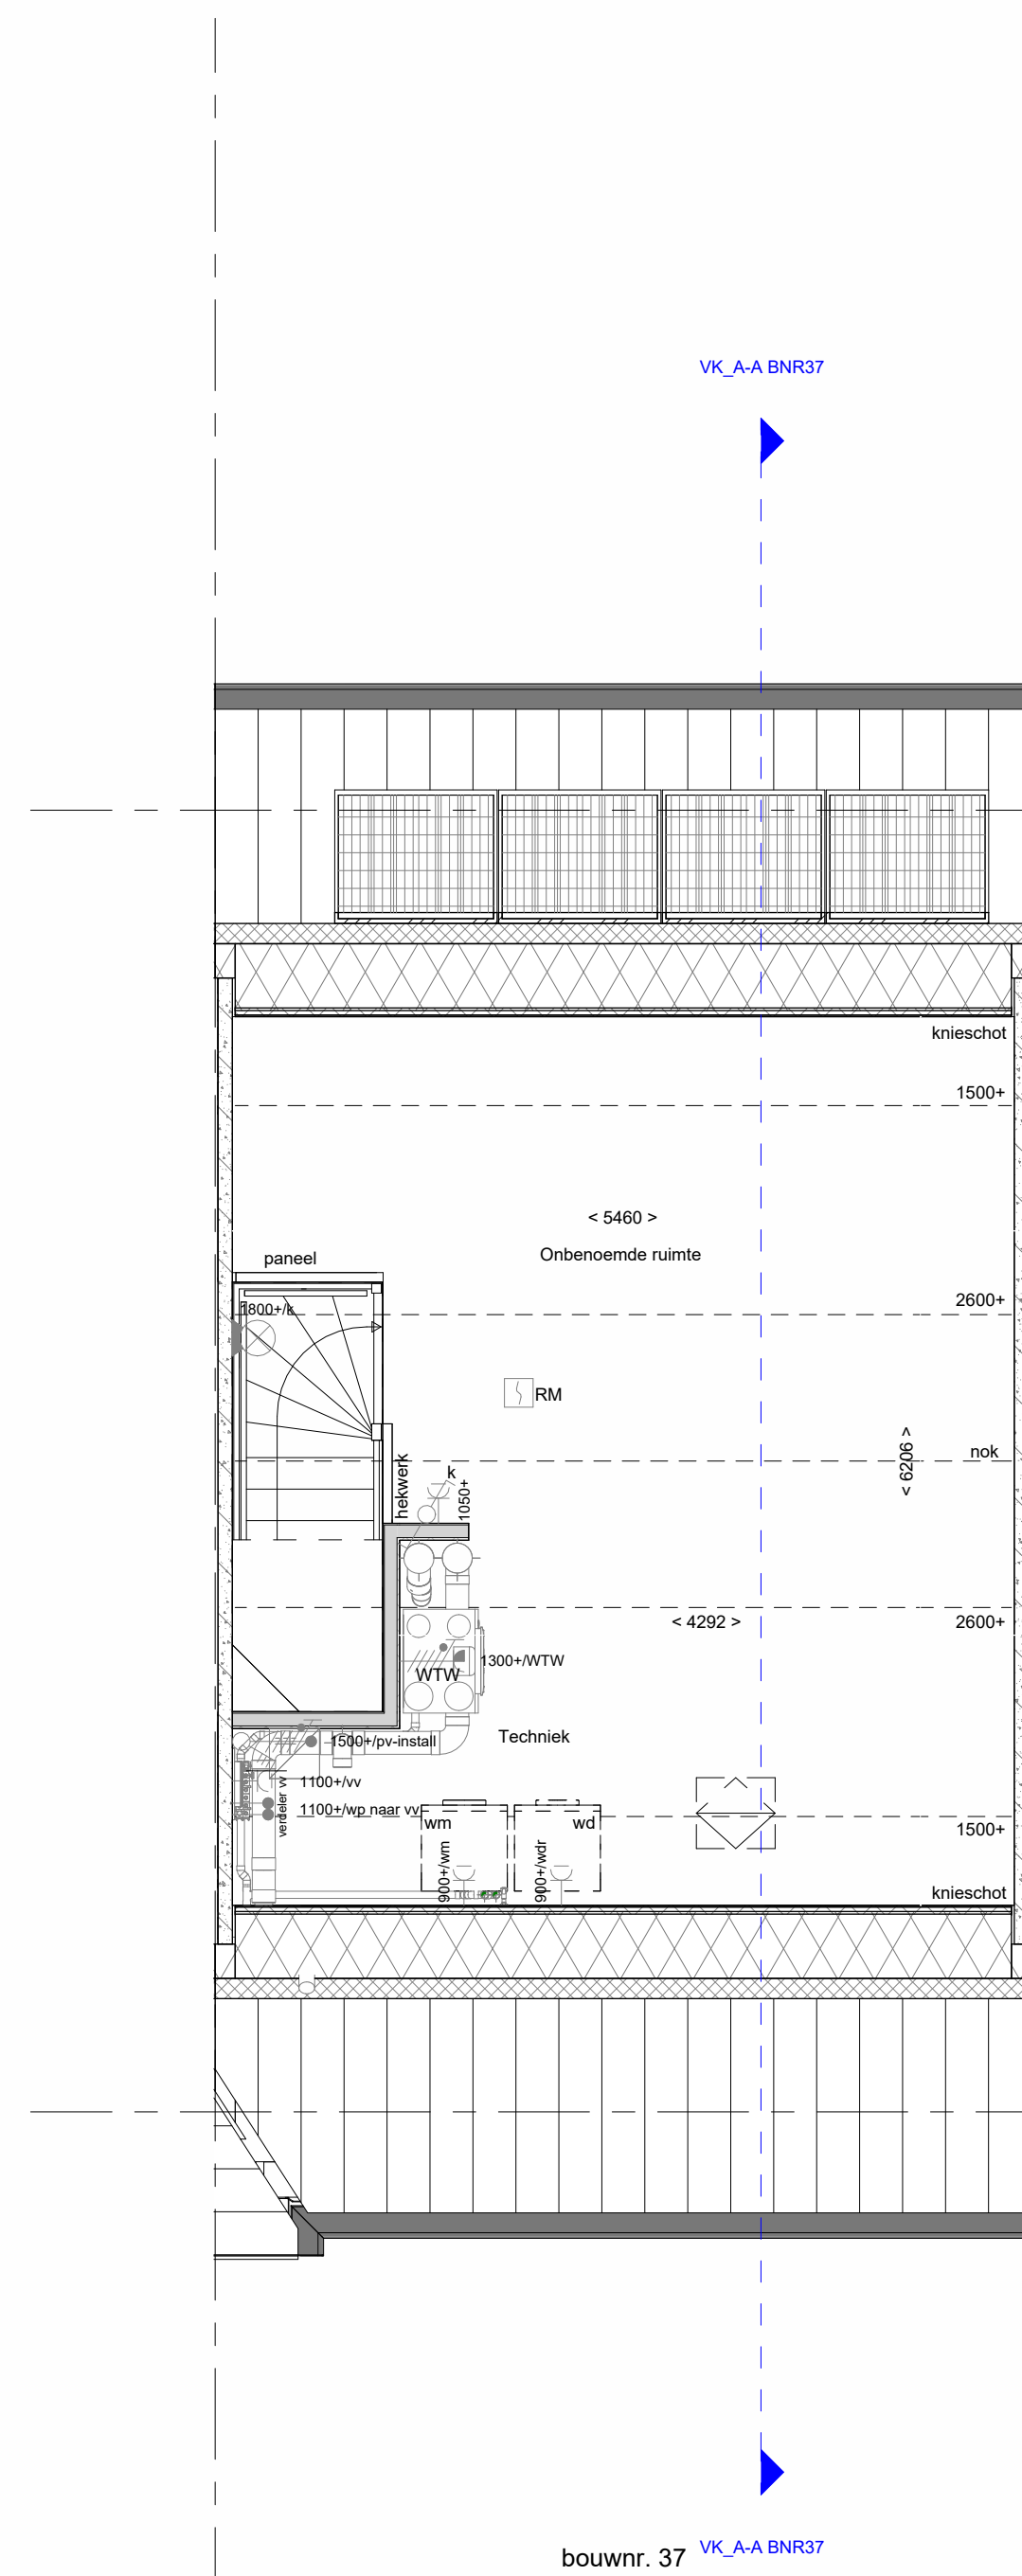 VK_A-A BNR37
knieschot
1500+
< 5460 >
Onbenoemde ruimte
paneel
2600+
1800+/k
RM
< 6206 >
nok
hekwerk
k
1050+
< 4292 >
2600+
1300+/WTW
WTW
Techniek
1500+/pv-install
1100+/vv
verdeler vv
1100+/wp naar vv
wm
wd
1500+
900+/wm
900+/wdr
knieschot
bouwnr. 37
VK_A-A BNR37